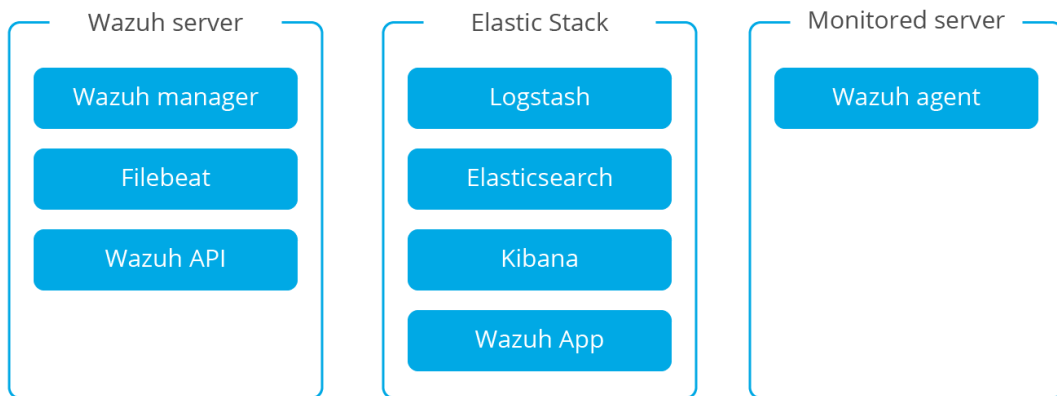 Wazuh server
Wazuh manager
Filebeat
Wazuh API
Elastic Stack
Logstash
Elasticsearch
Kibana
Wazuh App
Monitored server
Wazuh agent